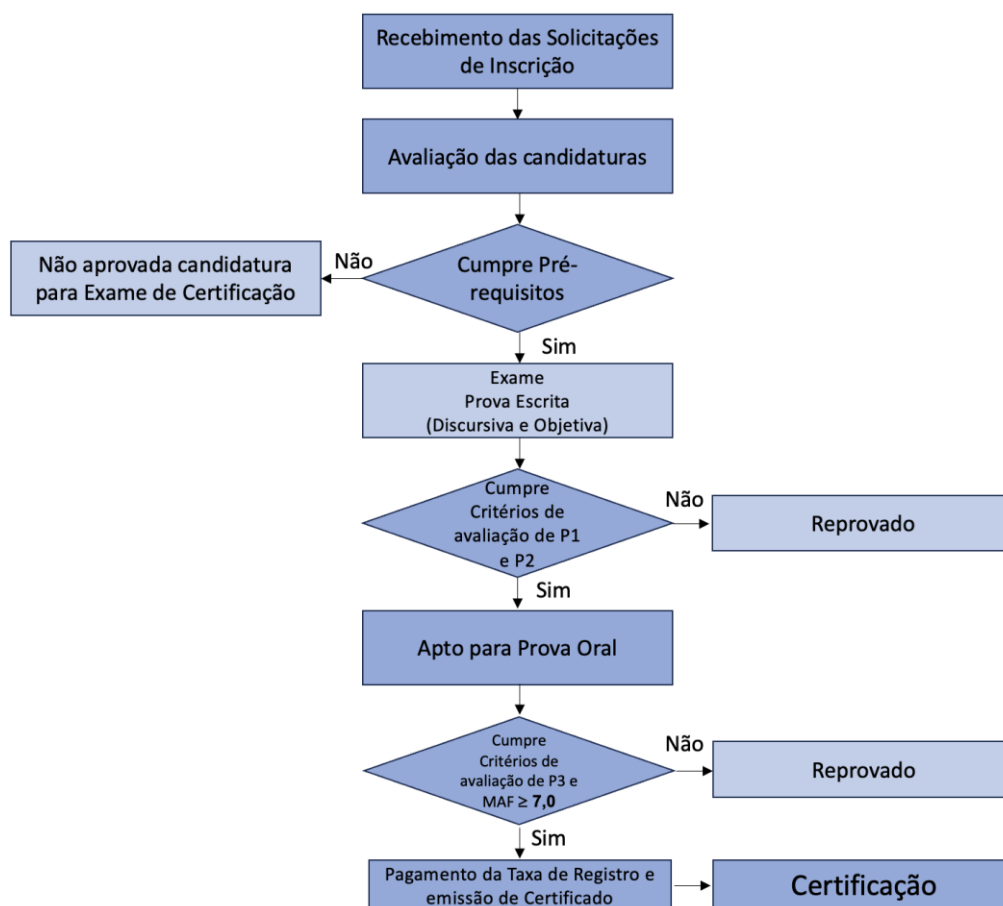 Recebimento das Solicitações
de Inscrição
Avaliação das candidaturas
Não aprovada candidatura
para Exame de Certificação
Não
Cumpre Pré-
requisitos
Sim
Exame
Prova Escrita
(Discursiva e Objetiva)
Cumpre
Critérios de
avaliação de P1
e P2
Não
Reprovado
Sim
Apto para Prova Oral
Cumpre
Critérios de
avaliação de P3 e
MAF ≥ 7,0
Não
Reprovado
Sim
Pagamento da Taxa de Registro e
emissão de Certificado
Certificação